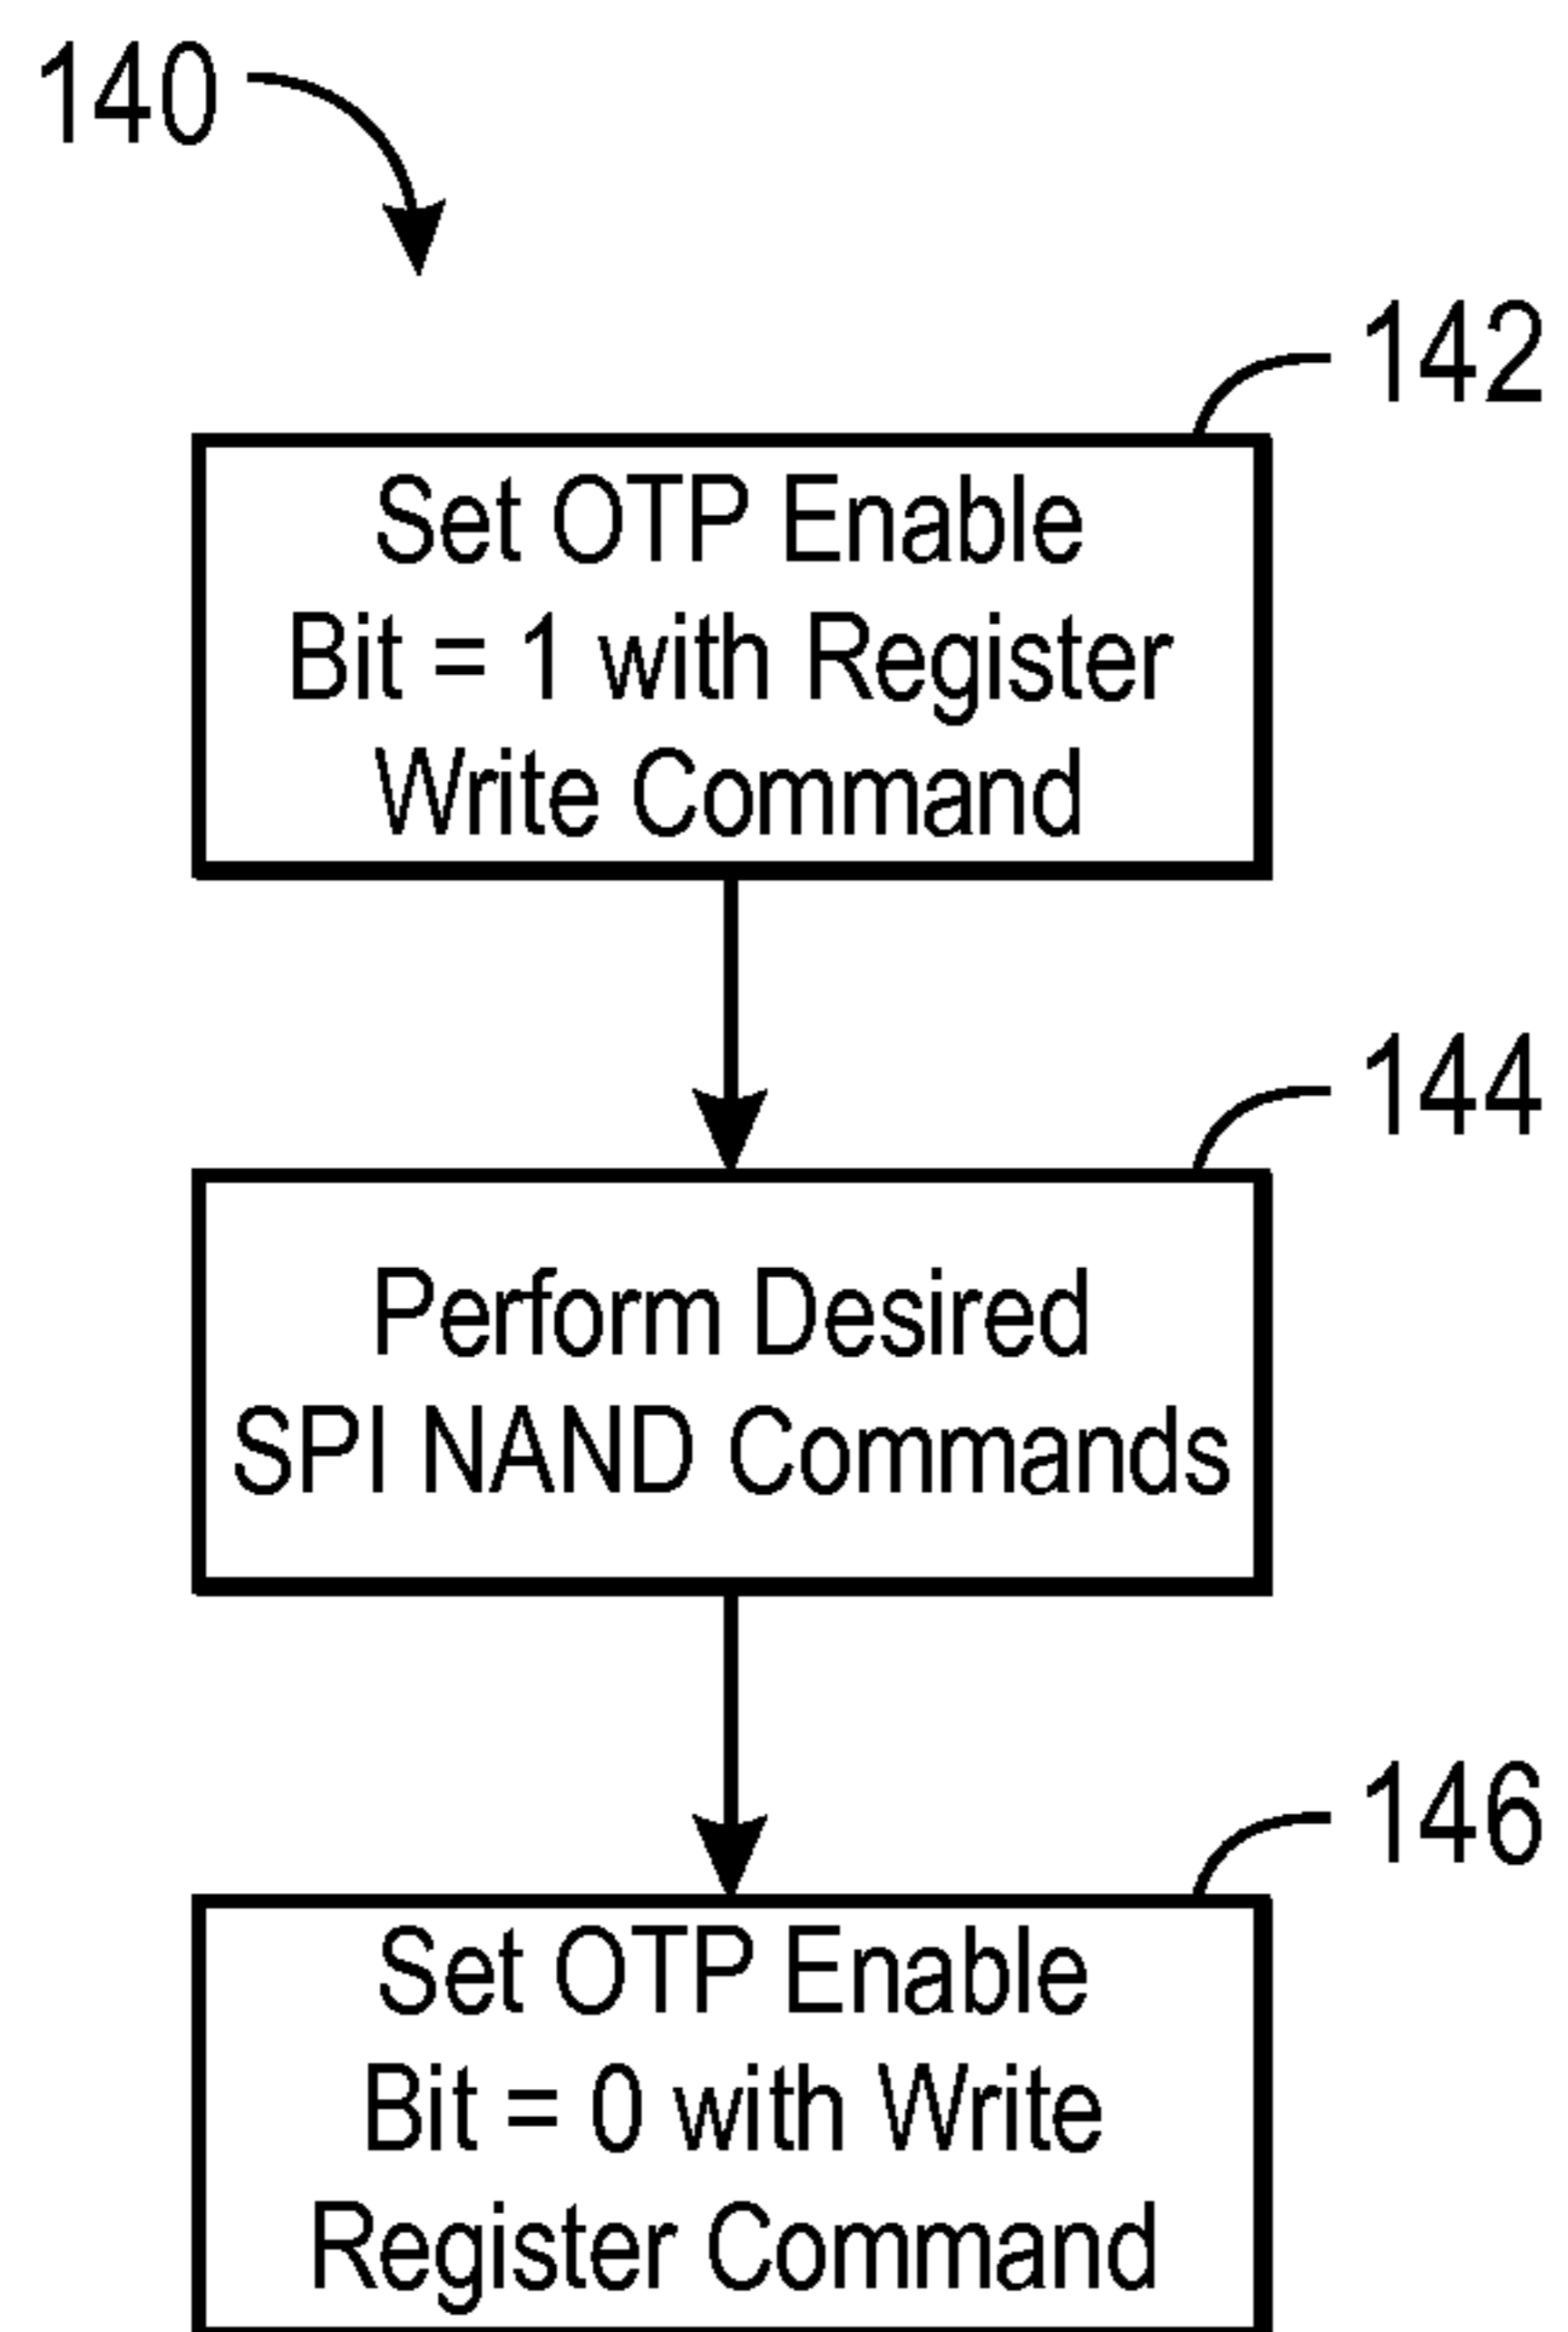 140
142
Set OTP Enable
Bit = 1 with Register
Write Command
144
Perform Desired
SPI NAND Commands
146
Set OTP Enable
Bit = 0 with Write
Register Command